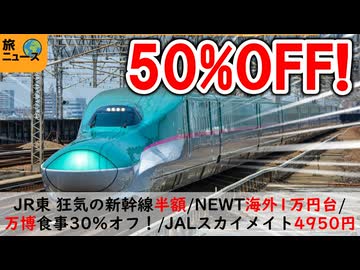 旅
ニュース
50%OFF!
JR東 狂気の新幹線半額/NEWT海外1万円台/
万博食事30%オフ!/JALスカイメイト4950円